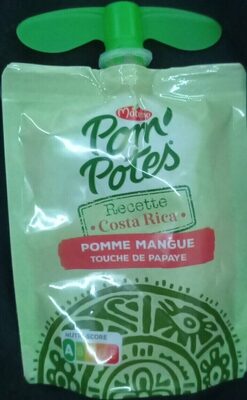 Materne
Pom'
Potes
Recette
• Costa Rica •
POMME MANGUE
TOUCHE DE PAPAYE
NUTRI-SCORE
A